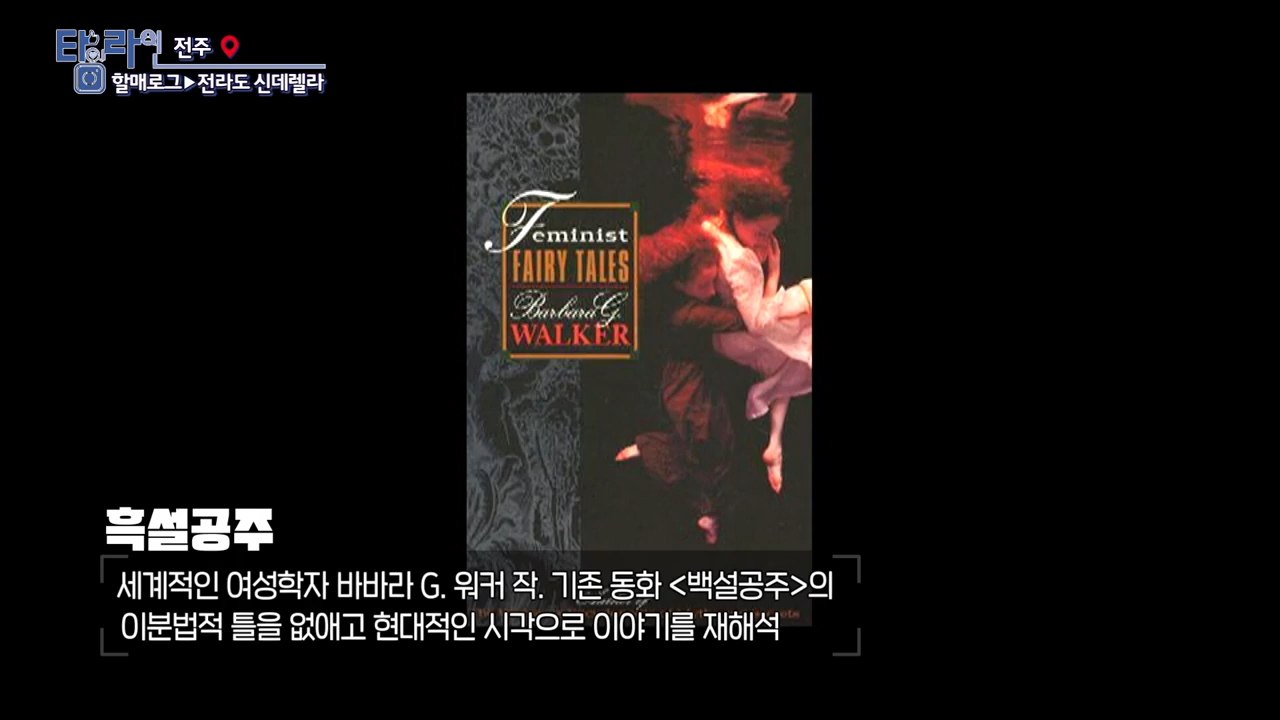 타임라인 전주
할매로그▶전라도 신데렐라
Feminist
FAIRY TALES
Barbara G.
WALKER
흑설공주
세계적인 여성학자 바바라 G. 워커 작. 기존 동화 <백설공주>의
이분법적 틀을 없애고 현대적인 시각으로 이야기를 재해석